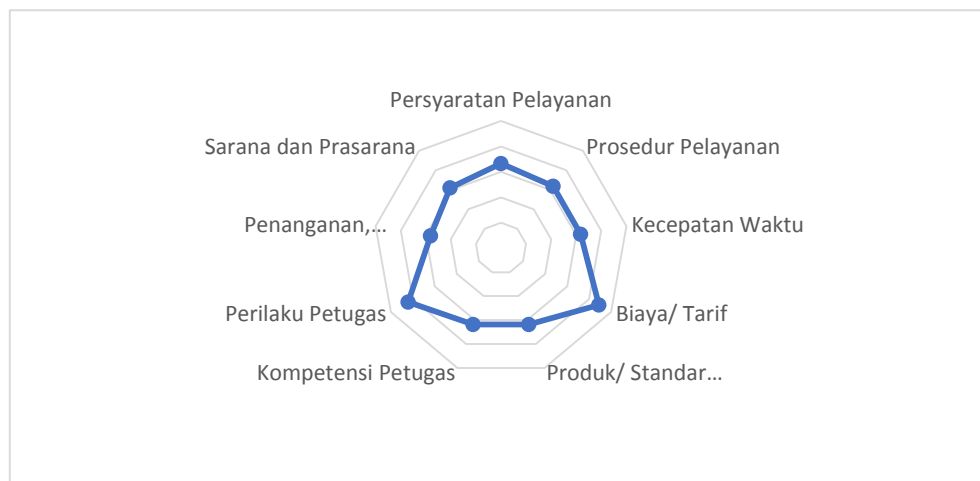 Persyaratan Pelayanan
Sarana dan Prasarana
Prosedur Pelayanan
Penanganan,...
Kecepatan Waktu
Perilaku Petugas
Biaya/ Tarif
Kompetensi Petugas
Produk/ Standar...